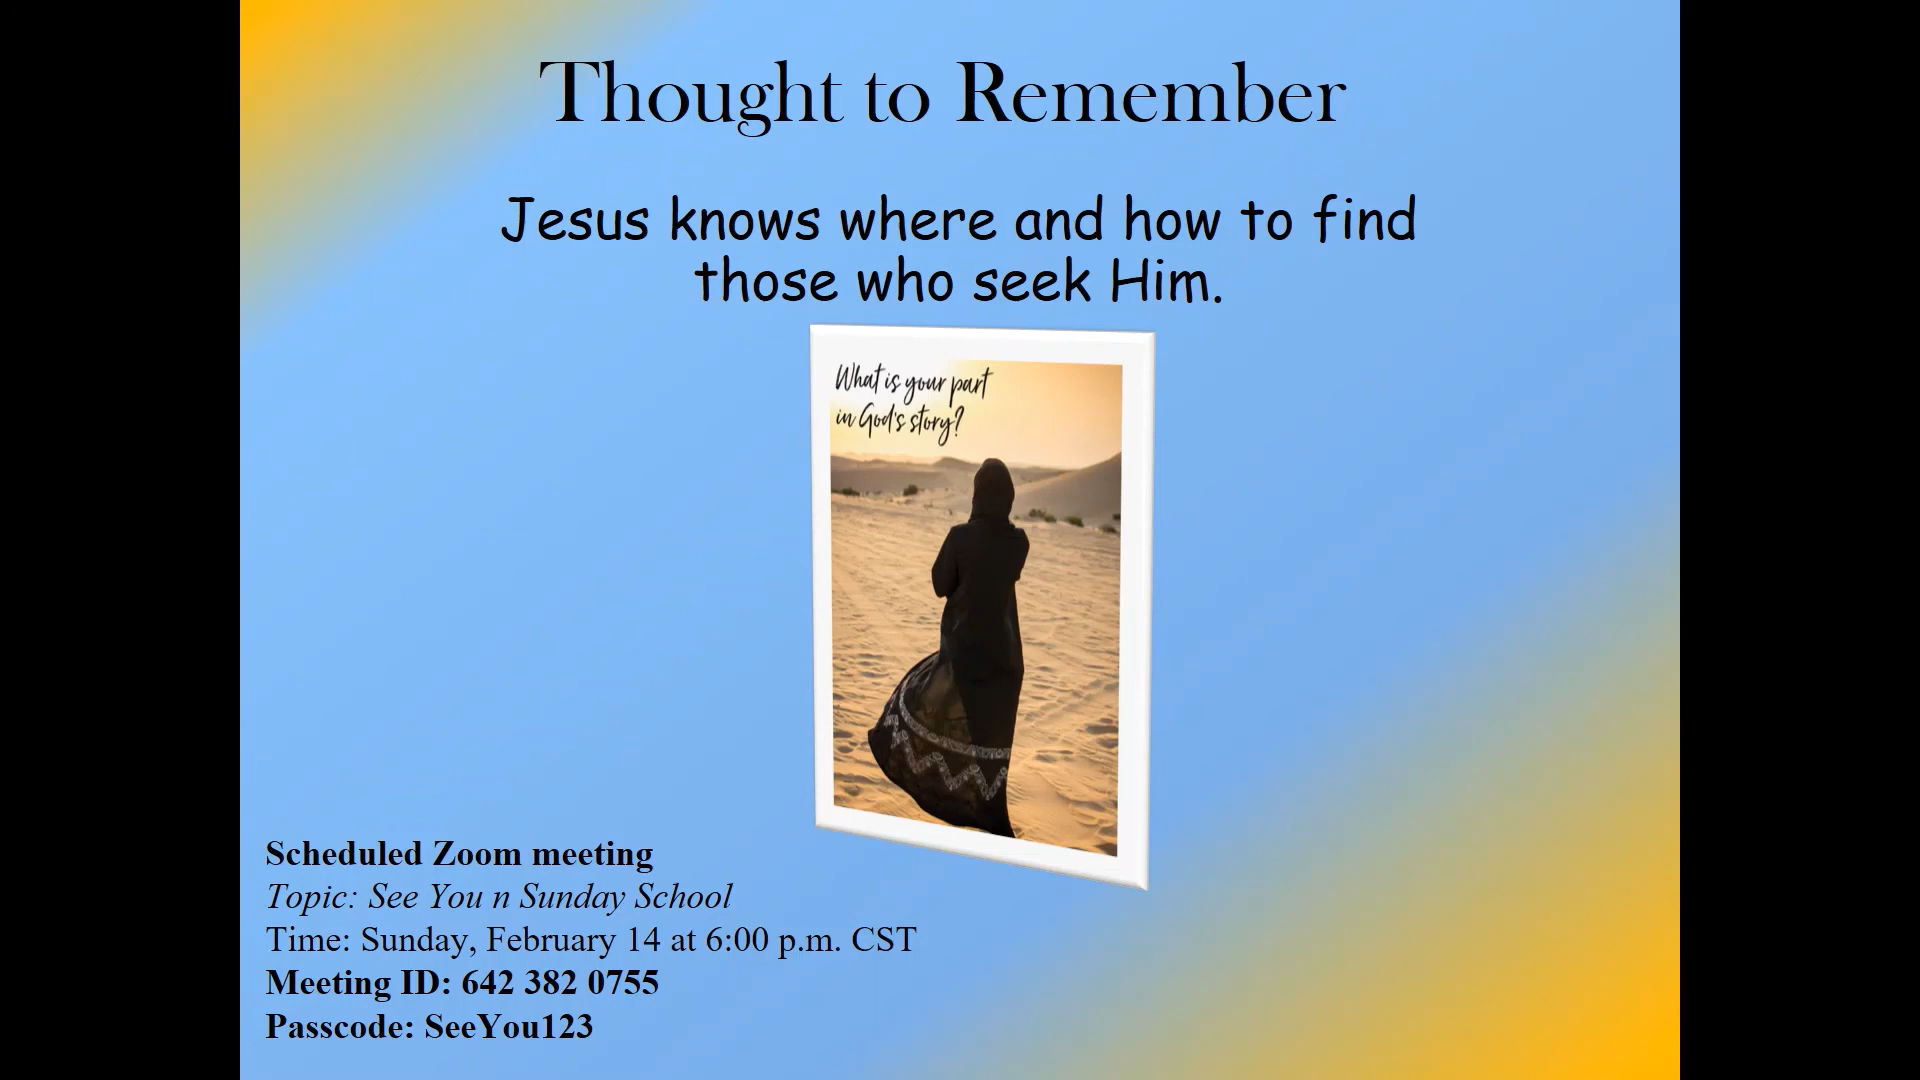 Thought to Remember
Jesus knows where and how to find
those who seek Him.
What is your part
in God's story?
Scheduled Zoom meeting
Topic: See You n Sunday School
Time: Sunday, February 14 at 6:00 p.m. CST
Meeting ID: 642 382 0755
Passcode: SeeYou123